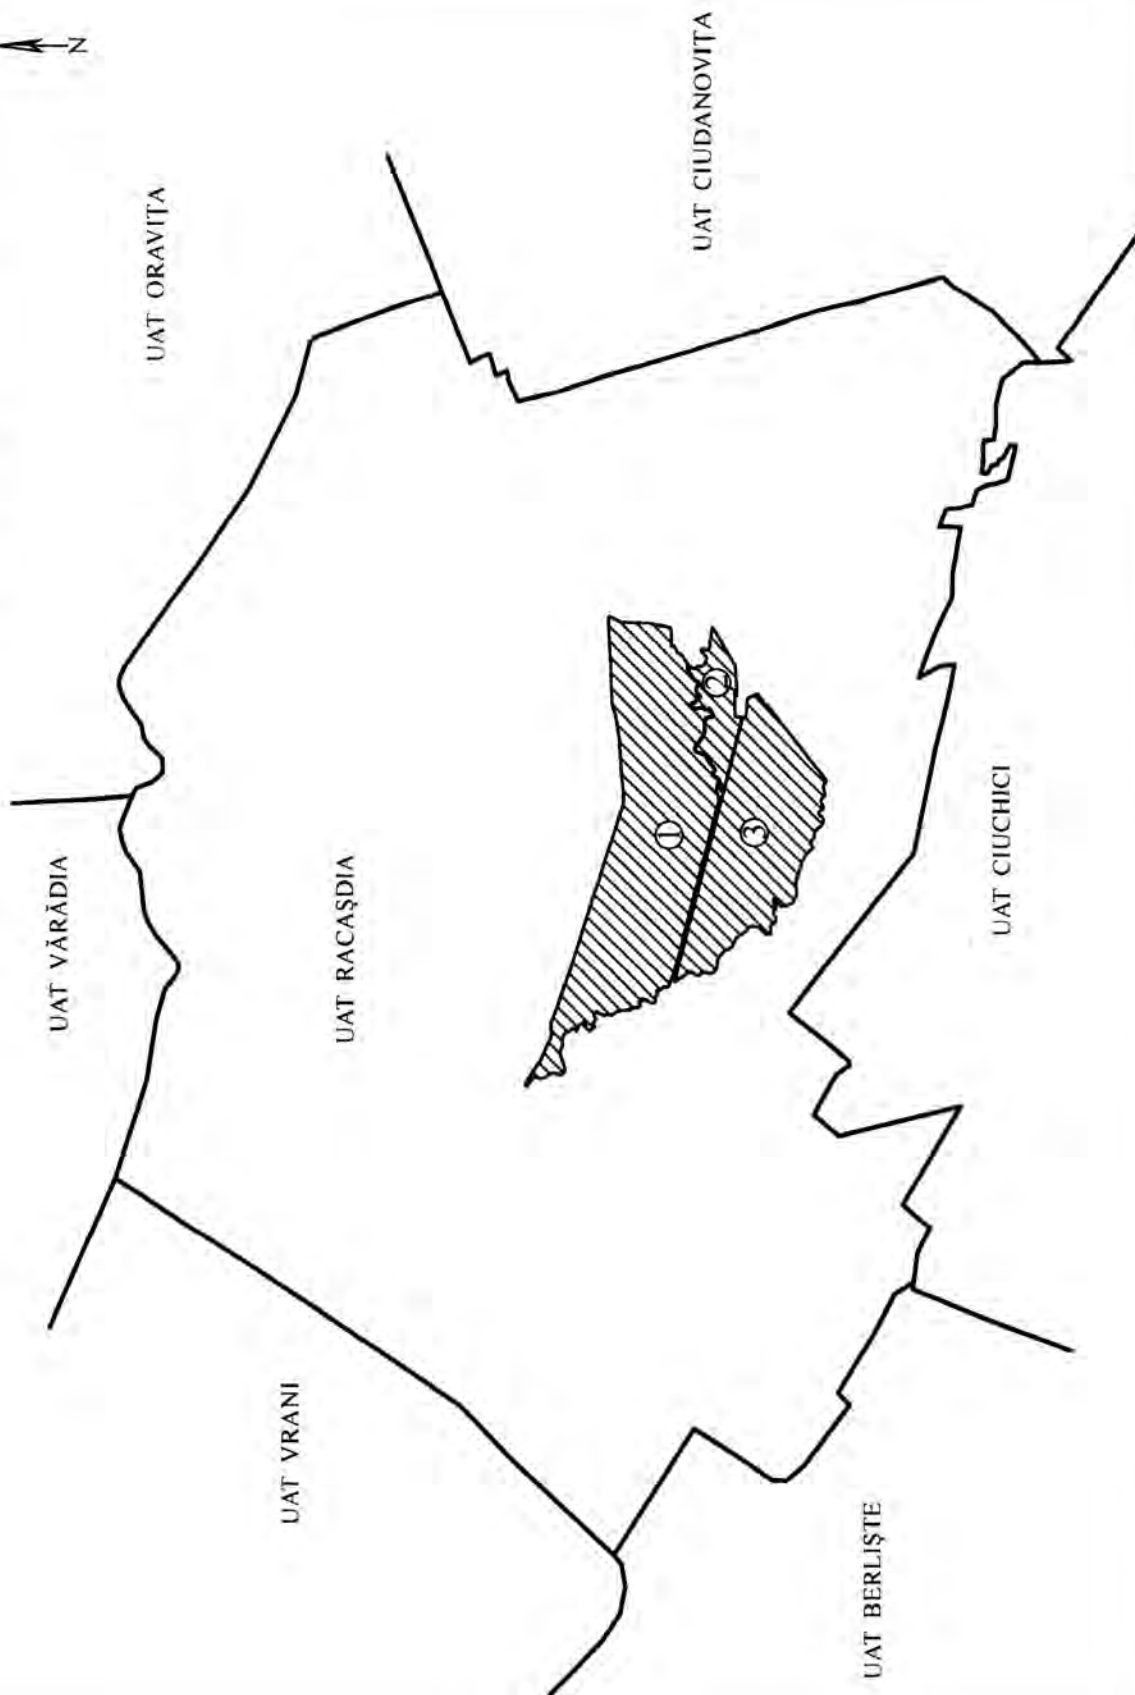 N
UAT VĂRĂDIA
UAT ORAVIȚA
UAT VRANI
UAT RACAȘDIA
UAT CIUDANOVIȚA
1
2
3
UAT BERLIȘTE
UAT CIUCHICI